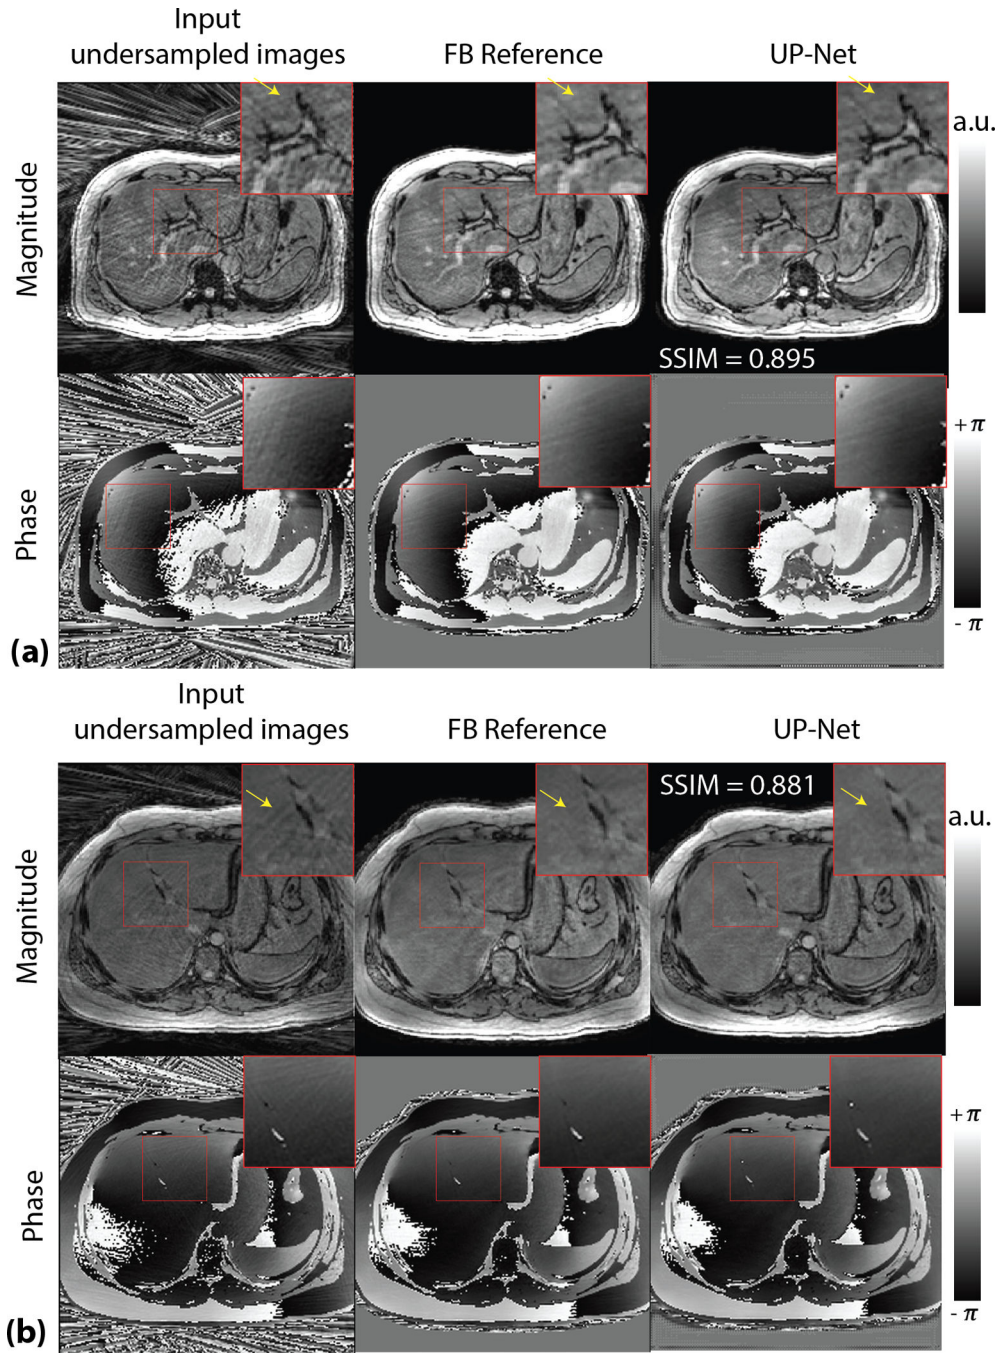 Input
undersampled images
FB Reference
UP-Net
Magnitude
a.u.
SSIM = 0.895
Phase
+ π
- π
(a)
Input
undersampled images
FB Reference
UP-Net
Magnitude
SSIM = 0.881
a.u.
Phase
+ π
- π
(b)